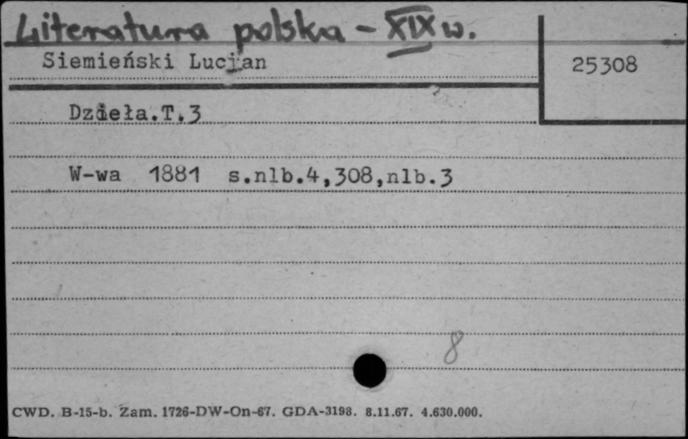 Literatura polska - XIX w.
Siemieński Lucjan
25308
Dzieła.T.3
W-wa 1881 s.nlb.4,308,nlb.3
8
CWD. B-15-b. Zam. 1726-DW-On-67. GDA-3198. 8.11.67. 4.630.000.